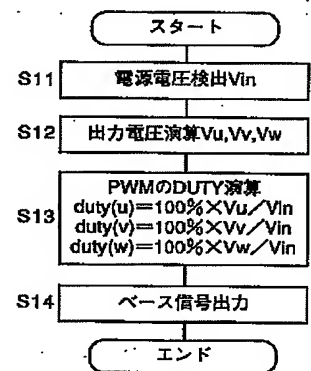 スタート
S11 電源電圧検出Vin
S12 出力電圧演算Vu,Vv,Vw
S13 PWMのDUTY演算
duty(u)=100%×Vu/Vin
duty(v)=100%×Vv/Vin
duty(w)=100%×Vw/Vin
S14 ベース信号出力
エンド